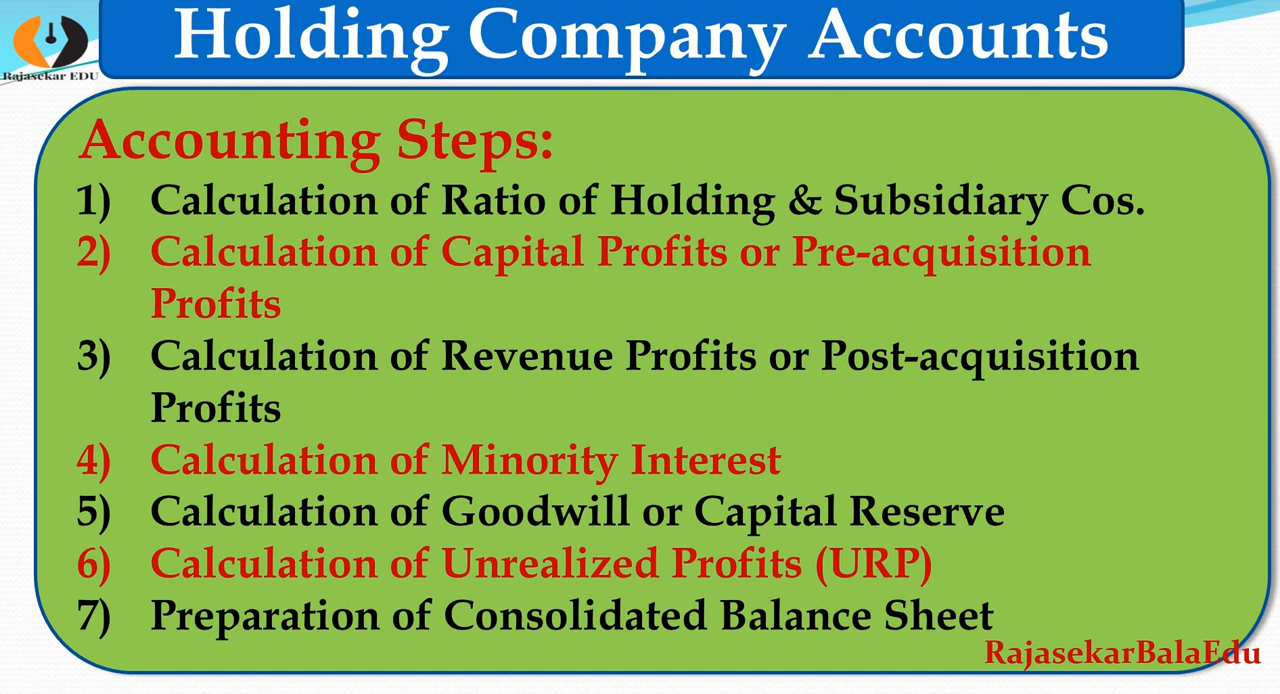 Holding Company Accounts
Rajasekar EDU
Accounting Steps:
1) Calculation of Ratio of Holding & Subsidiary Cos.
2) Calculation of Capital Profits or Pre-acquisition
Profits
3) Calculation of Revenue Profits or Post-acquisition
Profits
4) Calculation of Minority Interest
5) Calculation of Goodwill or Capital Reserve
6) Calculation of Unrealized Profits (URP)
7) Preparation of Consolidated Balance Sheet
RajasekarBalaEdu